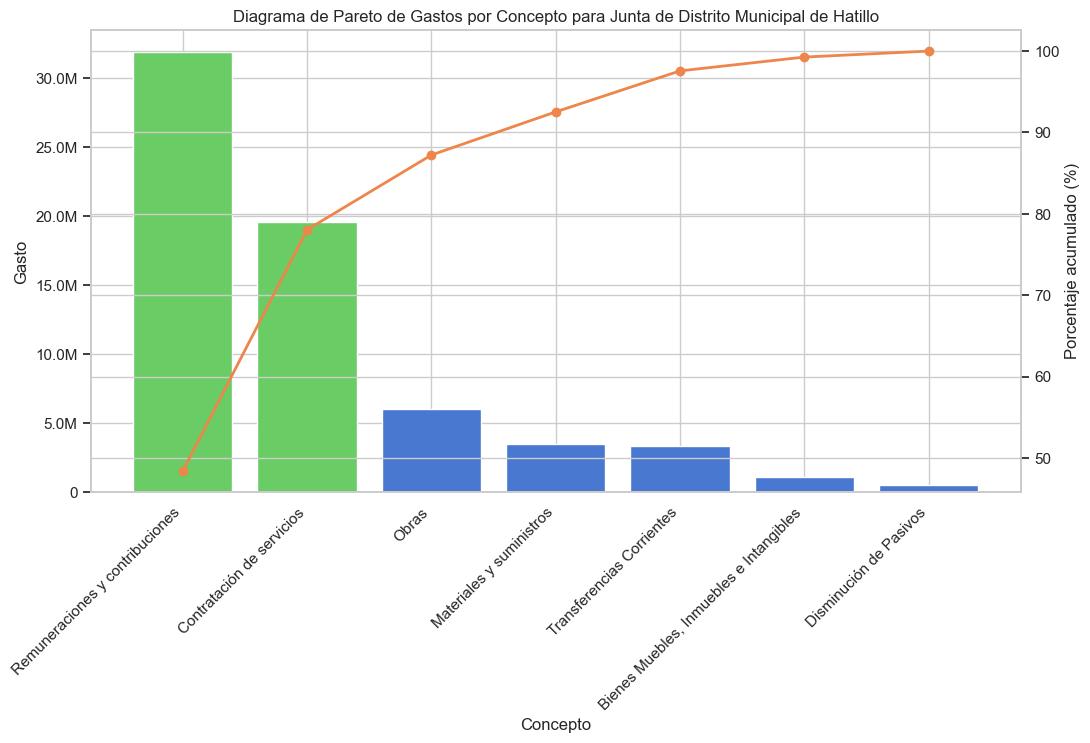 Diagrama de Pareto de Gastos por Concepto para Junta de Distrito Municipal de Hatillo
Gasto
30.0M
25.0M
20.0M
15.0M
10.0M
5.0M
0
100
90
80
70
60
50
Porcentaje acumulado (%)
Remuneraciones y contribuciones
Contratación de servicios
Obras
Materiales y suministros
Transferencias Corrientes
Bienes Muebles, Inmuebles e Intangibles
Disminución de Pasivos
Concepto